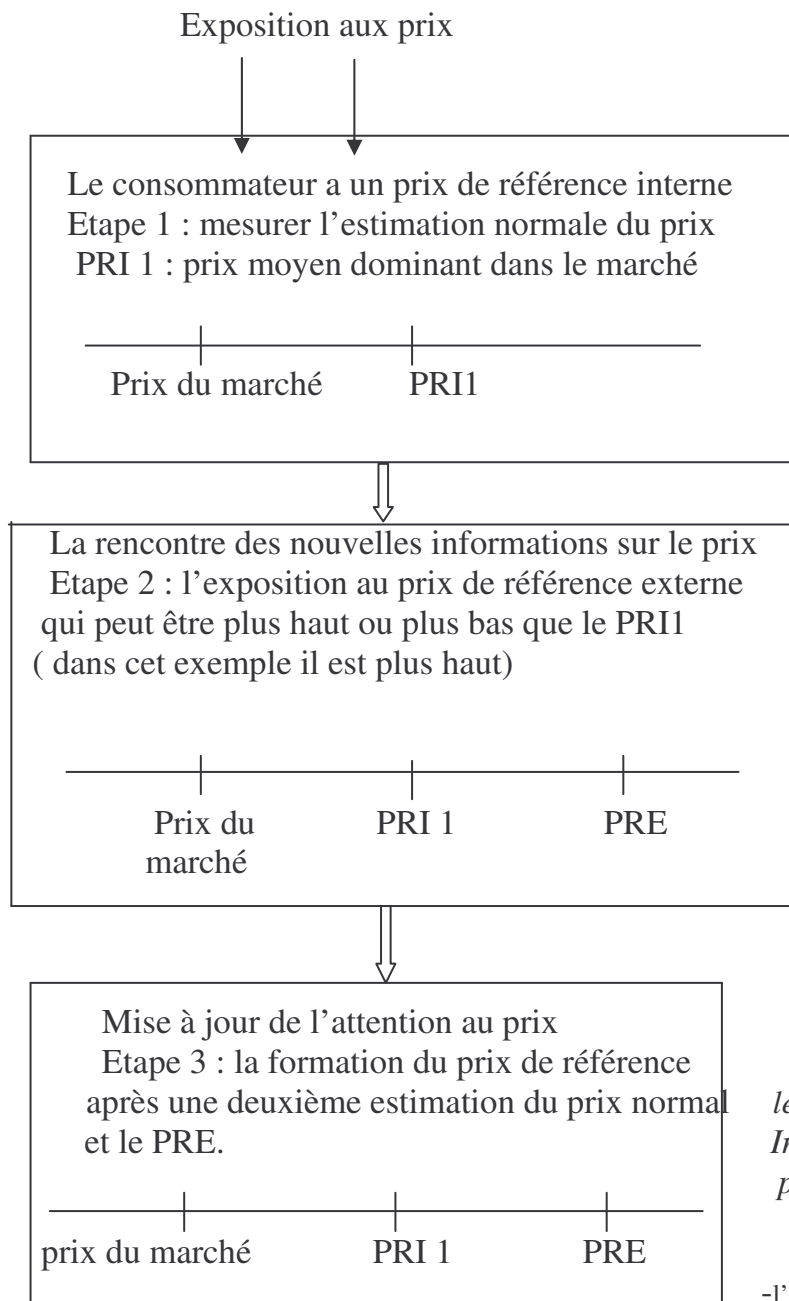 Exposition aux prix
Le consommateur a un prix de référence interne
Etape 1 : mesurer l’estimation normale du prix
PRI 1 : prix moyen dominant dans le marché
Prix du marché PRI1
La rencontre des nouvelles informations sur le prix
Etape 2 : l’exposition au prix de référence externe
qui peut être plus haut ou plus bas que le PRI1
( dans cet exemple il est plus haut)
Prix du PRI 1 PRE
marché
Mise à jour de l’attention au prix
Etape 3 : la formation du prix de référence
après une deuxième estimation du prix normal
et le PRE.
prix du marché PRI 1 PRE